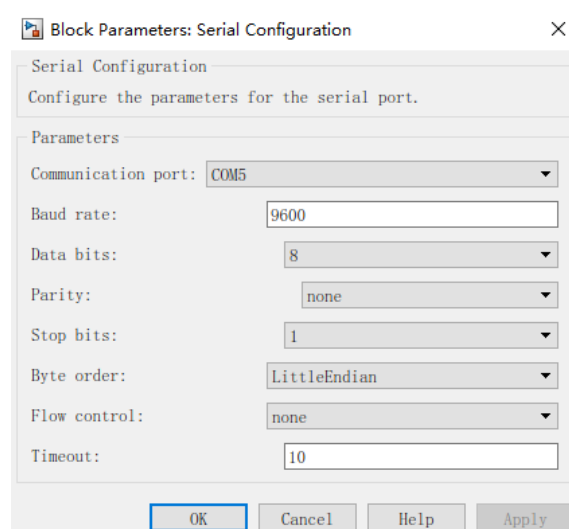 Block Parameters: Serial Configuration
Serial Configuration
Configure the parameters for the serial port.
Parameters
Communication port: COM5
Baud rate: 9600
Data bits: 8
Parity: none
Stop bits: 1
Byte order: LittleEndian
Flow control: none
Timeout: 10
OK Cancel Help Apply